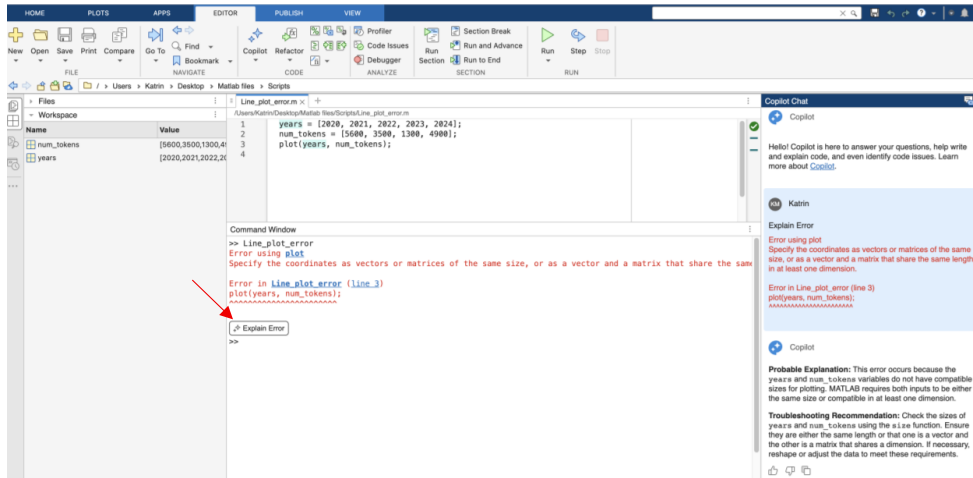 HOME PLOTS APPS EDITOR PUBLISH VIEW
New Open Save Print Compare Go To Find Bookmark Copilot Refactor Profiler Code Issues Debugger Run Section Section Break Run and Advance Run to End Run Step Stop
FILE NAVIGATE CODE ANALYZE SECTION RUN
/ › Users › Katrin › Desktop › Matlab files › Scripts
Files
Workspace
Name Value
num_tokens [5600,3500,1300,4
years [2020,2021,2022,20
Line_plot_error.m × +
/Users/Katrin/Desktop/Matlab files/Scripts/Line_plot_error.m
1 years = [2020, 2021, 2022, 2023, 2024];
2 num_tokens = [5600, 3500, 1300, 4900];
3 plot(years, num_tokens);
4
Command Window
>> Line_plot_error
Error using plot
Specify the coordinates as vectors or matrices of the same size, or as a vector and a matrix that share the same
Error in Line_plot_error (line 3)
plot(years, num_tokens);
^^^^^^^^^^^^^^^^^^^^^^^^
Explain Error
>>
Copilot Chat
Copilot
Hello! Copilot is here to answer your questions, help write
and explain code, and even identify code issues. Learn
more about Copilot.
KM Katrin
Explain Error
Error using plot
Specify the coordinates as vectors or matrices of the same
size, or as a vector and a matrix that share the same length
in at least one dimension.
Error in Line_plot_error (line 3)
plot(years, num_tokens);
^^^^^^^^^^^^^^^^^^^^^^^^
Copilot
Probable Explanation: This error occurs because the
years and num_tokens variables do not have compatible
sizes for plotting. MATLAB requires both inputs to be either
the same size or compatible in at least one dimension.
Troubleshooting Recommendation: Check the sizes of
years and num_tokens using the size function. Ensure
they are either the same length or that one is a vector and
the other is a matrix that shares a dimension. If necessary,
reshape or adjust the data to meet these requirements.